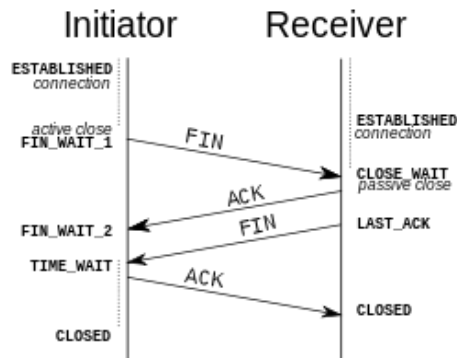 Initiator
Receiver
ESTABLISHED
connection
active close
FIN_WAIT_1
FIN
ESTABLISHED
connection
CLOSE_WAIT
passive close
ACK
FIN_WAIT_2
FIN
LAST_ACK
TIME_WAIT
ACK
CLOSED
CLOSED